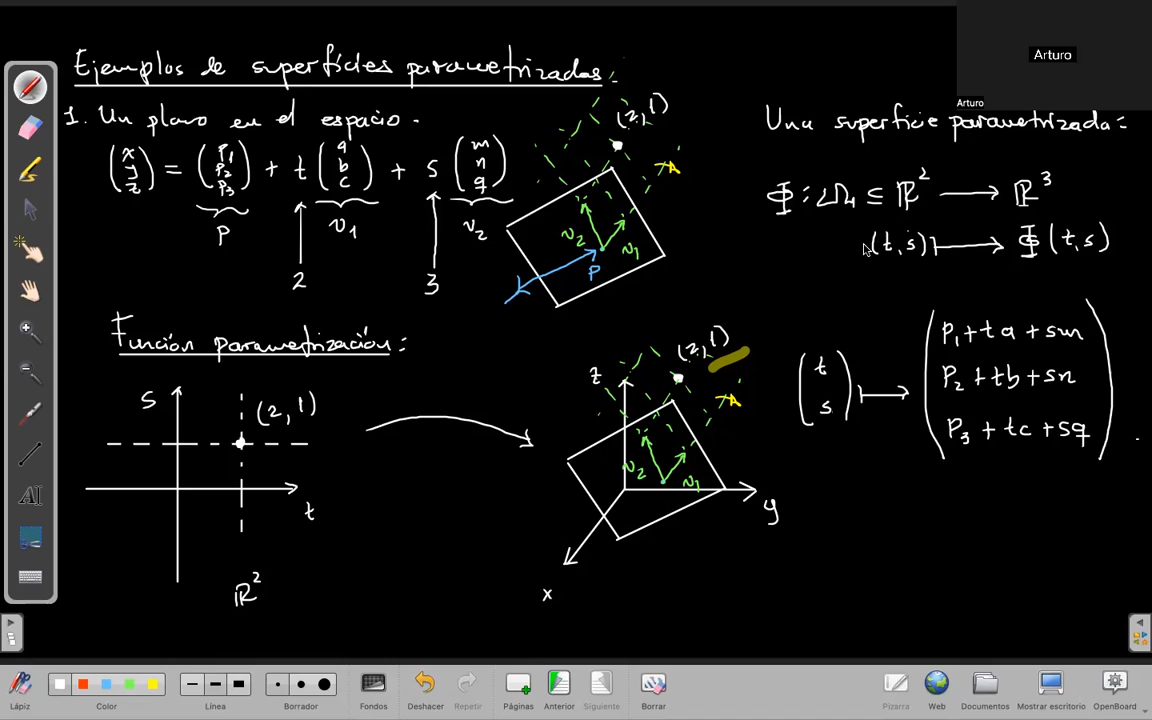 Arturo
Arturo
Ejemplos de superficies parametrizadas.
1. Un plano en el espacio.
(x y z) = (p1 p2 p3) + t (a b c) + s (m n q)
p v1 v2
2 3
(2,1)
v2 v1
p
Una superficie parametrizada:
Φ: Ω ⊆ ℝ² → ℝ³
(t,s) ↦ Φ(t,s)
(t s) ↦ (p1 + ta + sm
p2 + tb + sn
p3 + tc + sq)
Función parametrización:
s
(2,1)
t
ℝ²
z
(2,1)
v2 v1
y
x
Lápiz
Color
Línea
Borrador
Fondos
Deshacer
Repetir
Páginas
Anterior
Siguiente
Borrar
Pizarra
Web
Documentos
Mostrar escritorio
OpenBoard